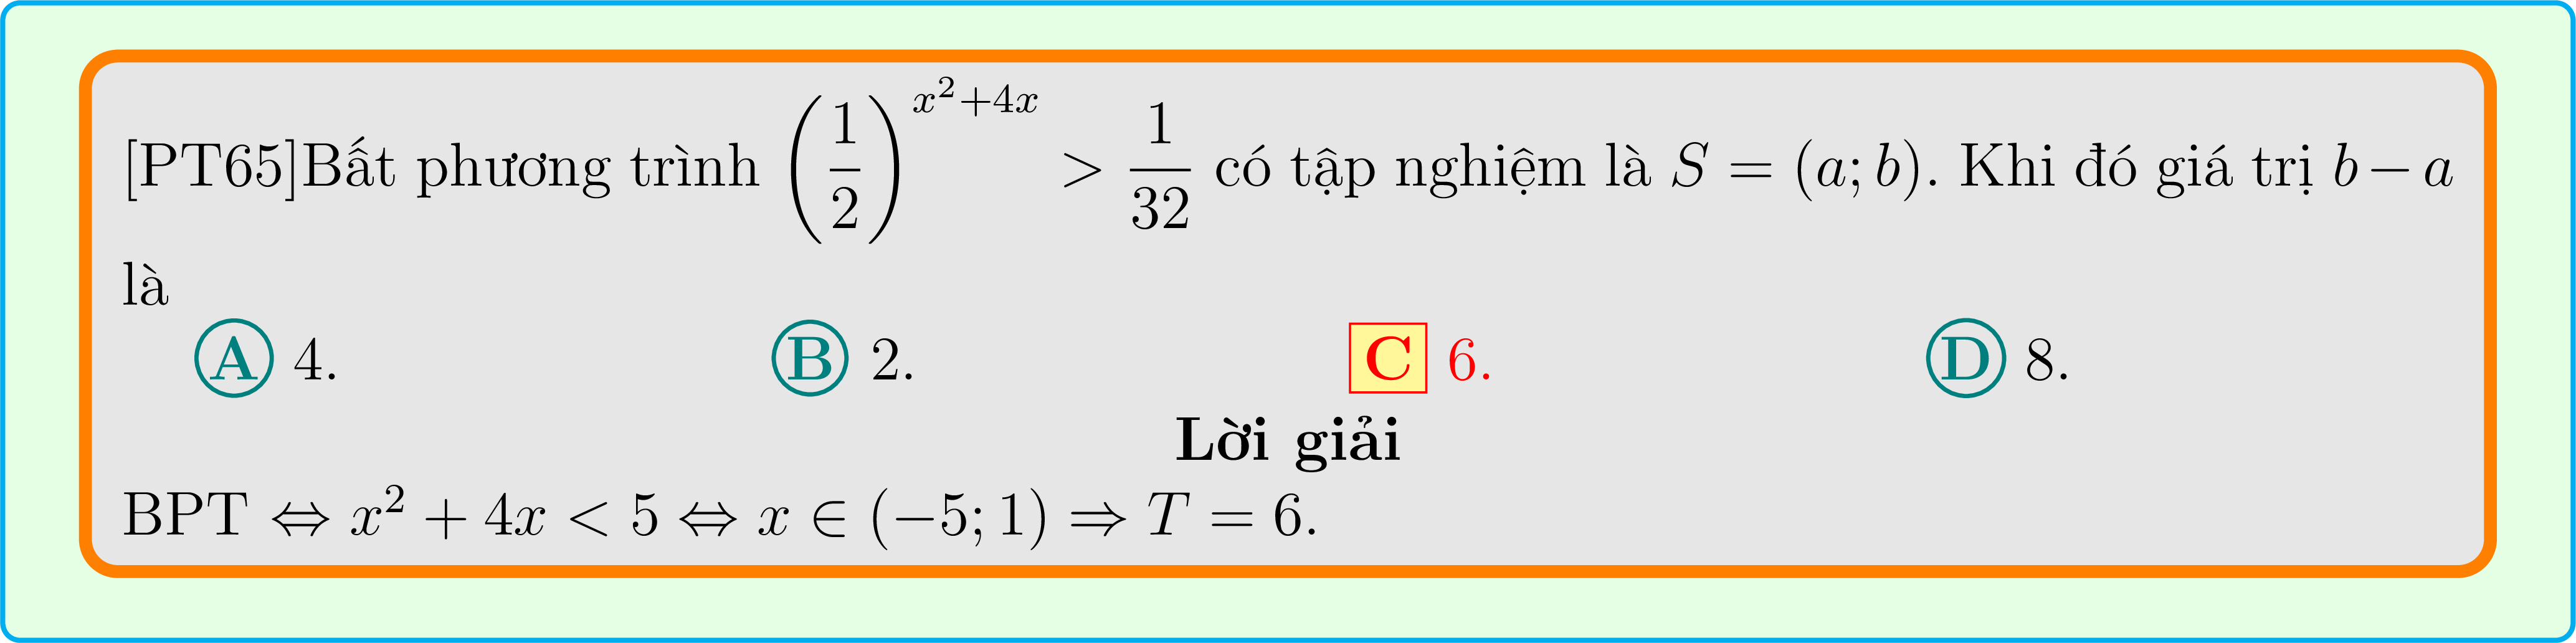 [PT65]Bất phương trình $\left(\dfrac{1}{2}\right)^{x^2+4x} > \dfrac{1}{32}$ có tập nghiệm là $S = (a; b)$. Khi đó giá trị $b - a$
là
A 4. B 2. C 6. D 8.
Lời giải
BPT $\Leftrightarrow x^2 + 4x < 5 \Leftrightarrow x \in (-5; 1) \Rightarrow T = 6.$